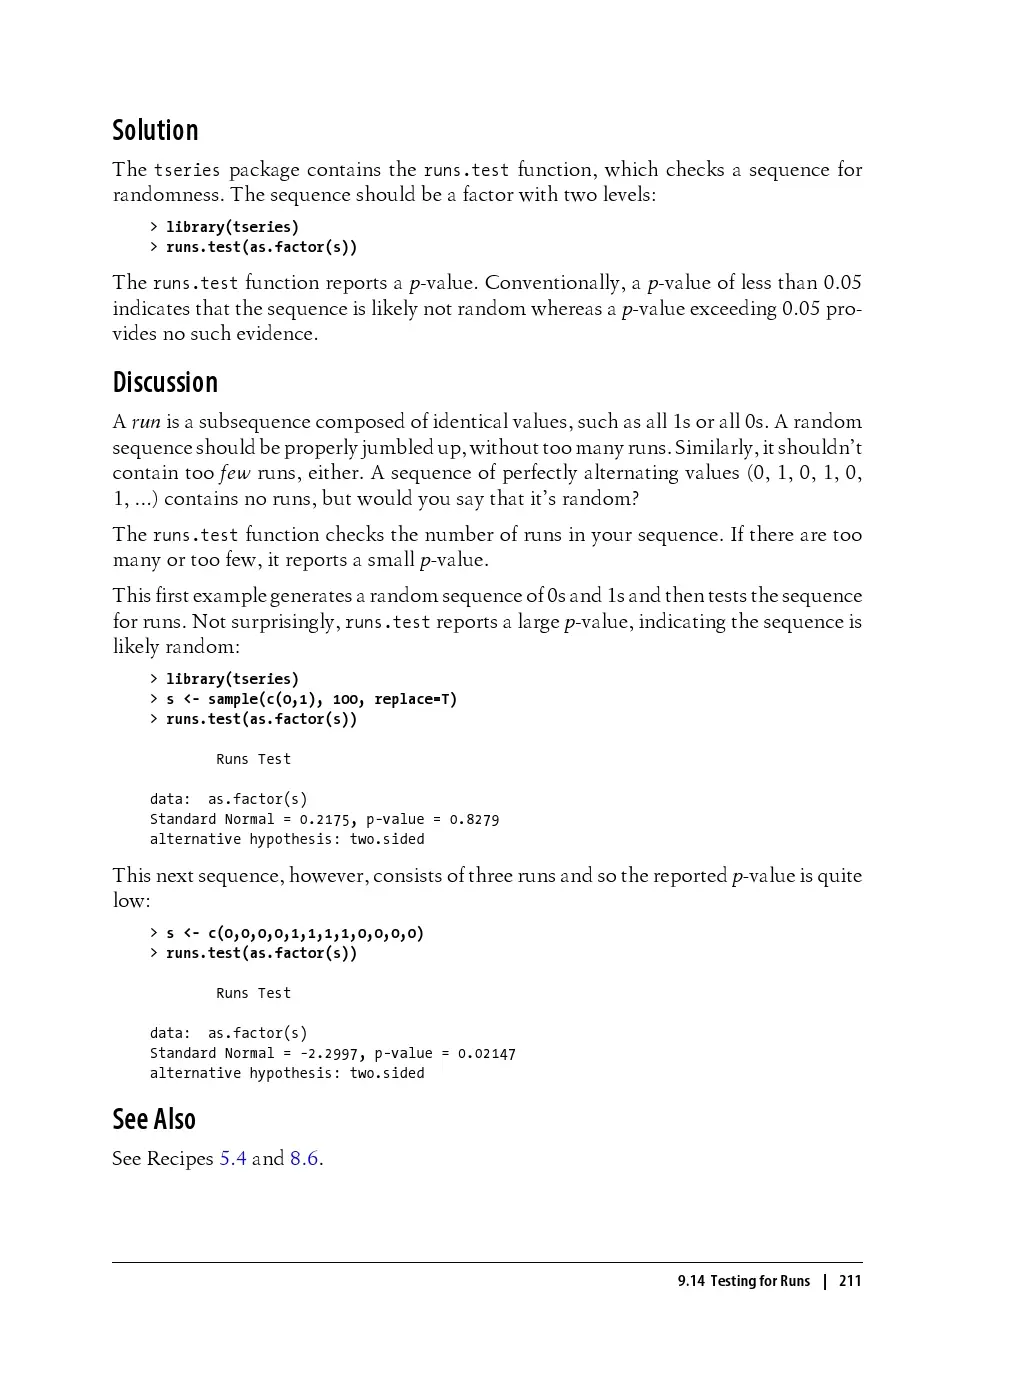 Solution
The tseries package contains the runs.test function, which checks a sequence for
randomness. The sequence should be a factor with two levels:
> library(tseries)
> runs.test(as.factor(s))
The runs.test function reports a p-value. Conventionally, a p-value of less than 0.05
indicates that the sequence is likely not random whereas a p-value exceeding 0.05 pro-
vides no such evidence.
Discussion
A run is a subsequence composed of identical values, such as all 1s or all 0s. A random
sequence should be properly jumbled up, without too many runs. Similarly, it shouldn’t
contain too few runs, either. A sequence of perfectly alternating values (0, 1, 0, 1, 0,
1, ...) contains no runs, but would you say that it’s random?
The runs.test function checks the number of runs in your sequence. If there are too
many or too few, it reports a small p-value.
This first example generates a random sequence of 0s and 1s and then tests the sequence
for runs. Not surprisingly, runs.test reports a large p-value, indicating the sequence is
likely random:
> library(tseries)
> s <- sample(c(0,1), 100, replace=T)
> runs.test(as.factor(s))
Runs Test
data:  as.factor(s)
Standard Normal = 0.2175, p-value = 0.8279
alternative hypothesis: two.sided
This next sequence, however, consists of three runs and so the reported p-value is quite
low:
> s <- c(0,0,0,0,1,1,1,1,0,0,0,0)
> runs.test(as.factor(s))
Runs Test
data:  as.factor(s)
Standard Normal = -2.2997, p-value = 0.02147
alternative hypothesis: two.sided
See Also
See Recipes 5.4 and 8.6.
9.14 Testing for Runs | 211